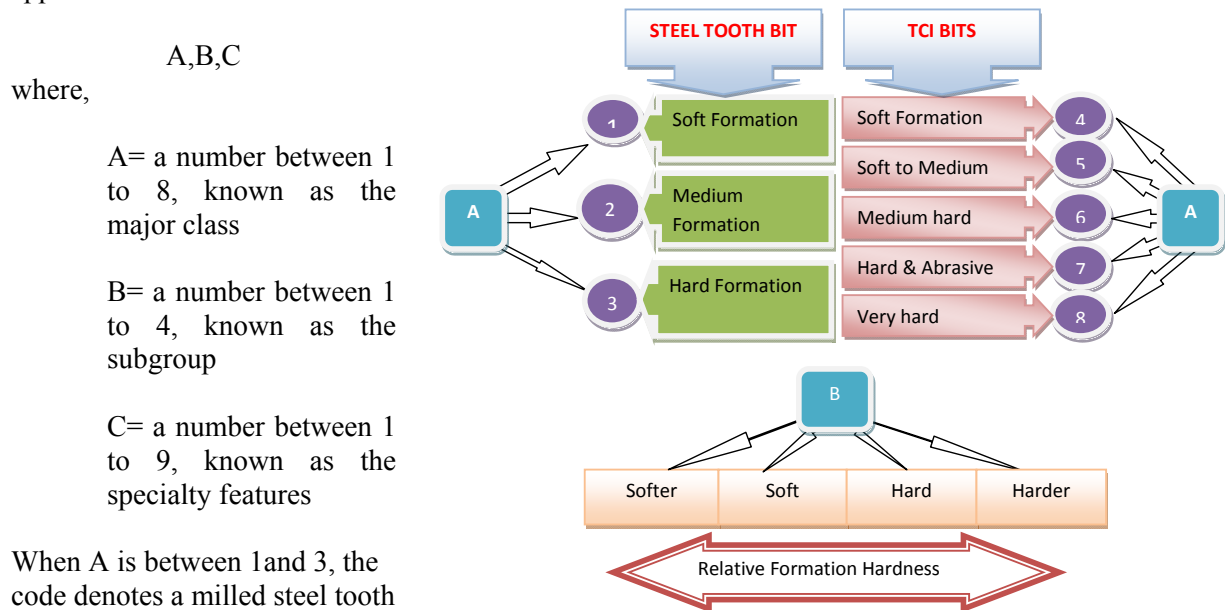 A,B,C
where,
A= a number between 1
to 8, known as the
major class
B= a number between 1
to 4, known as the
subgroup
C= a number between 1
to 9, known as the
specialty features
When A is between 1and 3, the
code denotes a milled steel tooth
STEEL TOOTH BIT
TCI BITS
A
1
2
3
Soft Formation
Medium
Formation
Hard Formation
Soft Formation
Soft to Medium
Medium hard
Hard & Abrasive
Very hard
4
5
6
7
8
A
B
Softer
Soft
Hard
Harder
Relative Formation Hardness